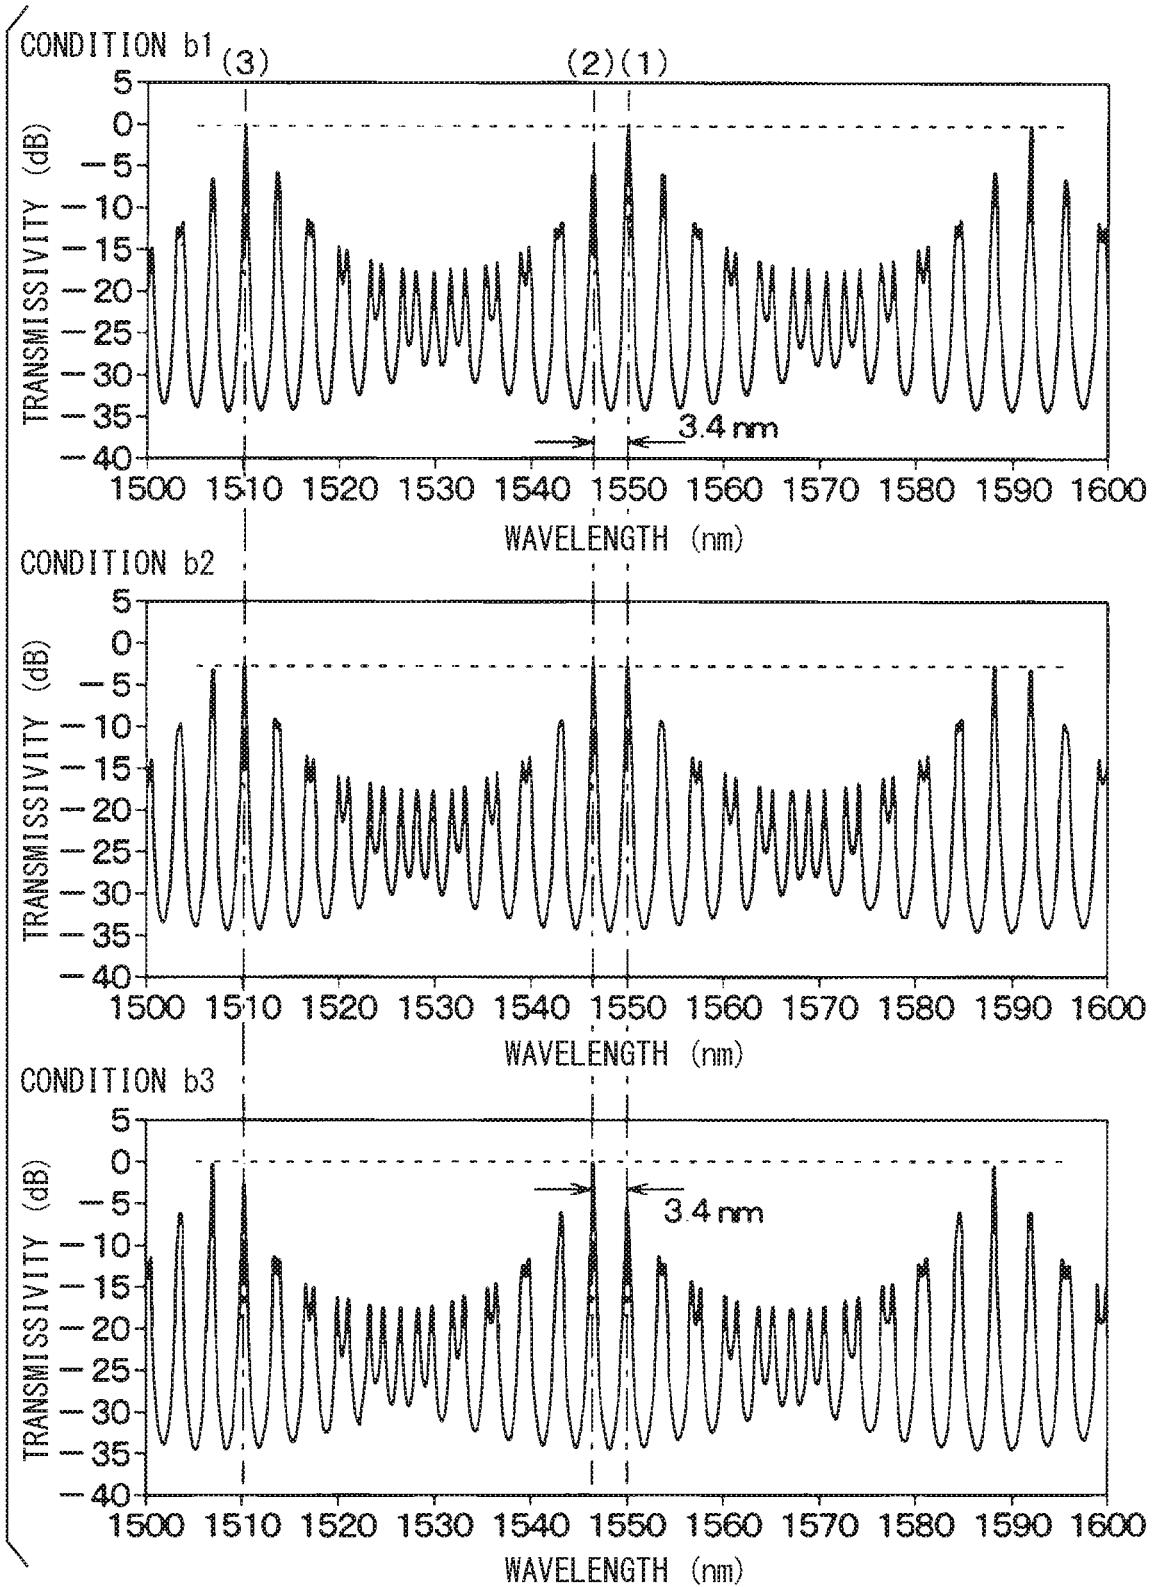 CONDITION b1
(3) (2) (1)
TRANSMISSIVITY (dB)
5
0
−5
−10
−15
−20
−25
−30
−35
−40
3.4 nm
1500 1510 1520 1530 1540 1550 1560 1570 1580 1590 1600
WAVELENGTH (nm)
CONDITION b2
TRANSMISSIVITY (dB)
5
0
−5
−10
−15
−20
−25
−30
−35
−40
1500 1510 1520 1530 1540 1550 1560 1570 1580 1590 1600
WAVELENGTH (nm)
CONDITION b3
TRANSMISSIVITY (dB)
5
0
−5
−10
−15
−20
−25
−30
−35
−40
3.4 nm
1500 1510 1520 1530 1540 1550 1560 1570 1580 1590 1600
WAVELENGTH (nm)